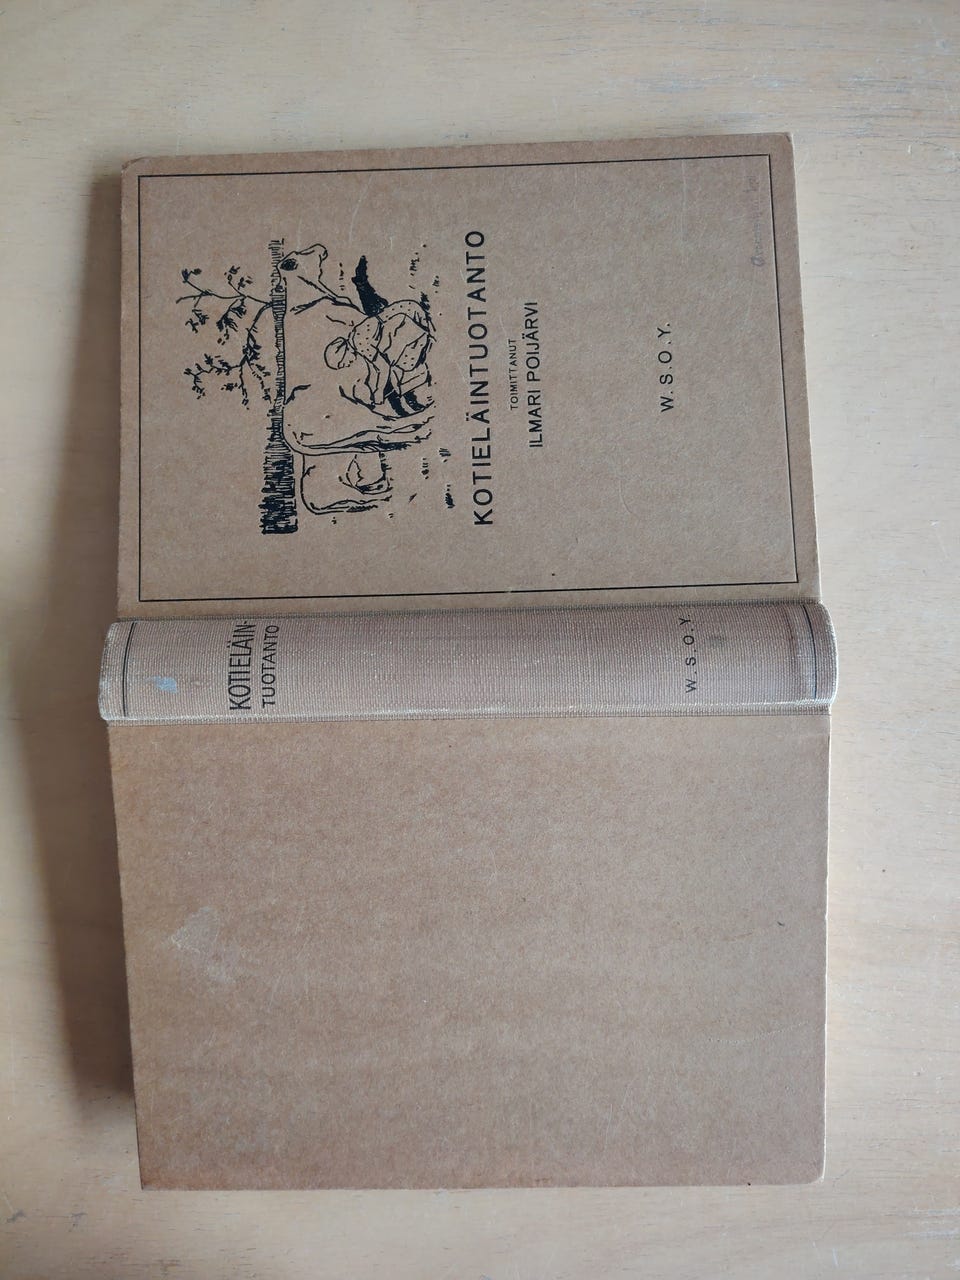 KOTIELÄINTUOTANTO
TOIMITTANUT
ILMARI POIJÄRVI
W. S. O. Y.
KOTIELÄIN-
TUOTANTO
W. S. O. Y.